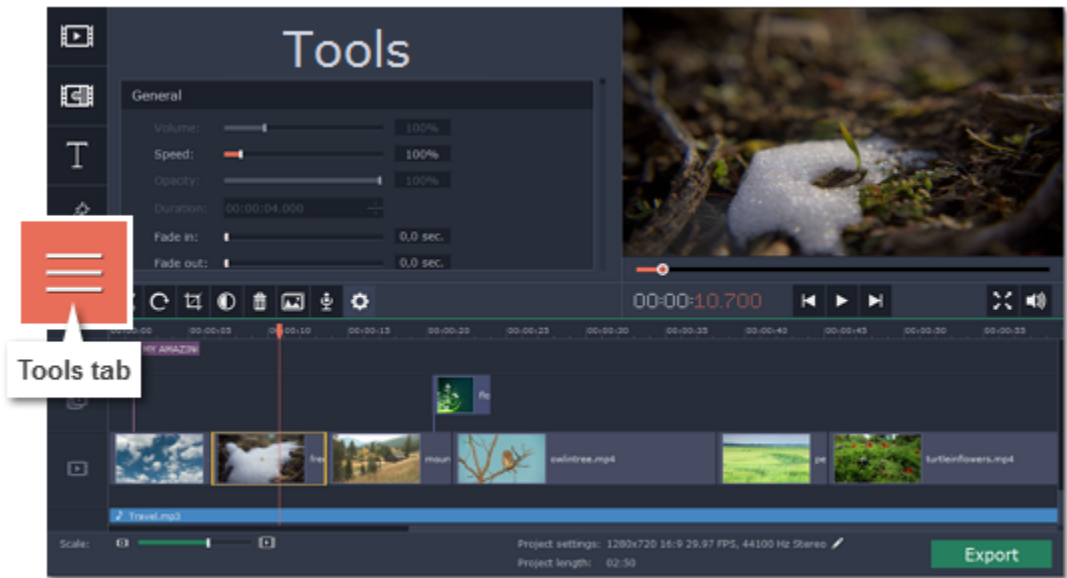 Tools
General
Volume: 100%
Speed: 100%
Opacity: 100%
Duration: 00:00:04.000
Fade in: 0,0 sec.
Fade out: 0,0 sec.
T
00:00:10.700
00:00:00 00:00:05 00:00:10 00:00:15 00:00:20 00:00:25 00:00:30 00:00:35 00:00:40 00:00:45 00:00:50 00:00:55
MY AMAZIN
Tools tab
flo
moun owlintree.mp4 pe turtleinflowers.mp4
Travel.mp3
Scale:
Project settings: 1280x720 16:9 29.97 FPS, 44100 Hz Stereo
Project length: 02:50
Export